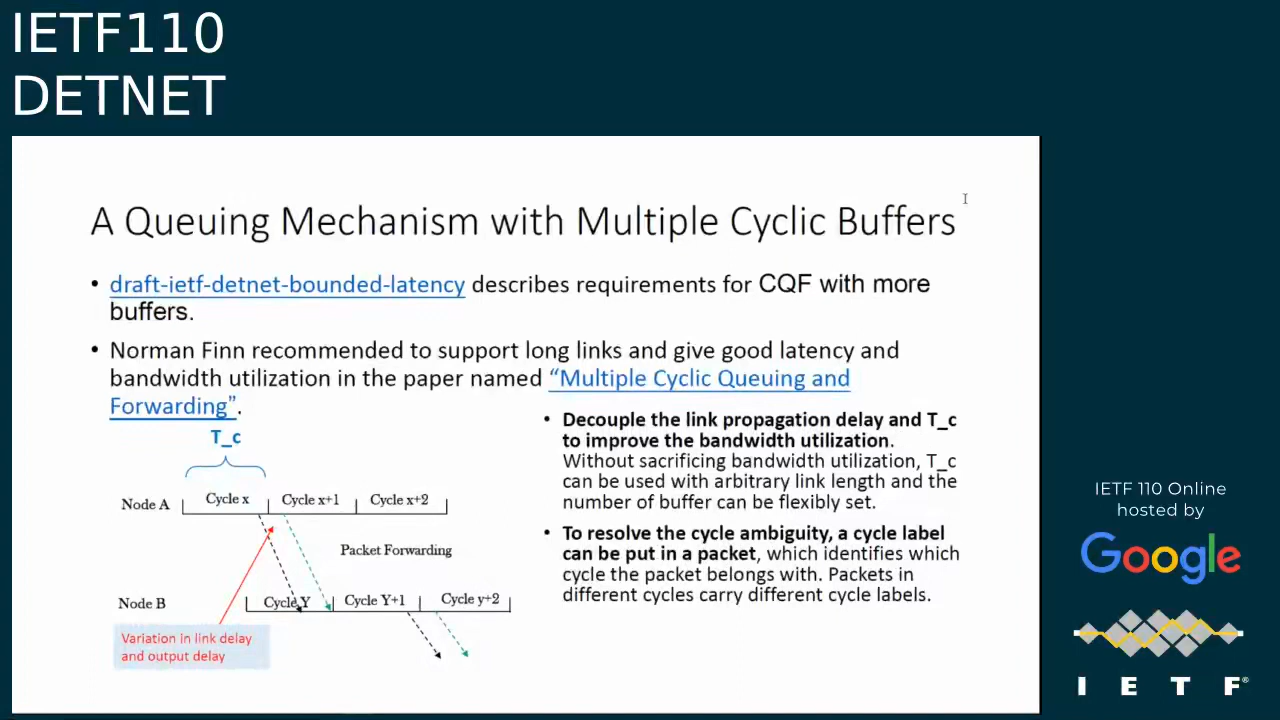 IETF110
DETNET
A Queuing Mechanism with Multiple Cyclic Buffers
• draft-ietf-detnet-bounded-latency describes requirements for CQF with more
buffers.
• Norman Finn recommended to support long links and give good latency and
bandwidth utilization in the paper named “Multiple Cyclic Queuing and
Forwarding”.
T_c
Node A
Cycle x
Cycle x+1
Cycle x+2
Packet Forwarding
Node B
Cycle Y
Cycle Y+1
Cycle y+2
Variation in link delay
and output delay
• Decouple the link propagation delay and T_c
to improve the bandwidth utilization.
Without sacrificing bandwidth utilization, T_c
can be used with arbitrary link length and the
number of buffer can be flexibly set.
• To resolve the cycle ambiguity, a cycle label
can be put in a packet, which identifies which
cycle the packet belongs with. Packets in
different cycles carry different cycle labels.
IETF 110 Online
hosted by
Google
I E T F®